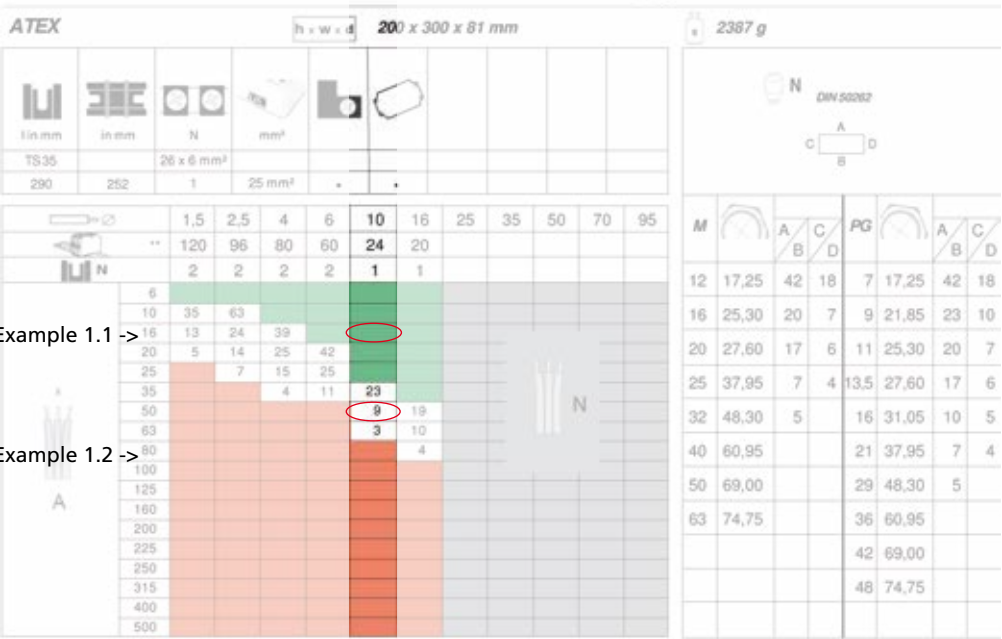 ATEX
h x w x d 200 x 300 x 81 mm
2387 g
l in mm in mm N mm²
TS 35 26 x 6 mm²
290 252 1 25 mm² • •
N DIN 50262
A
C D
B
1,5 2,5 4 6 10 16 25 35 50 70 95
** 120 96 80 60 24 20
N 2 2 2 2 1 1
6
10 35 63
Example 1.1 -> 16 13 24 39
20 5 14 25 42
25 7 15 25
35 4 11 23
50 9 19
63 3 10
Example 1.2 -> 80 4
100
125
160
200
225
250
315
400
500
A
N
M A/B C/D PG A/B C/D
12 17,25 42 18 7 17,25 42 18
16 25,30 20 7 9 21,85 23 10
20 27,60 17 6 11 25,30 20 7
25 37,95 7 4 13,5 27,60 17 6
32 48,30 5 16 31,05 10 5
40 60,95 21 37,95 7 4
50 69,00 29 48,30 5
63 74,75 36 60,95
42 69,00
48 74,75